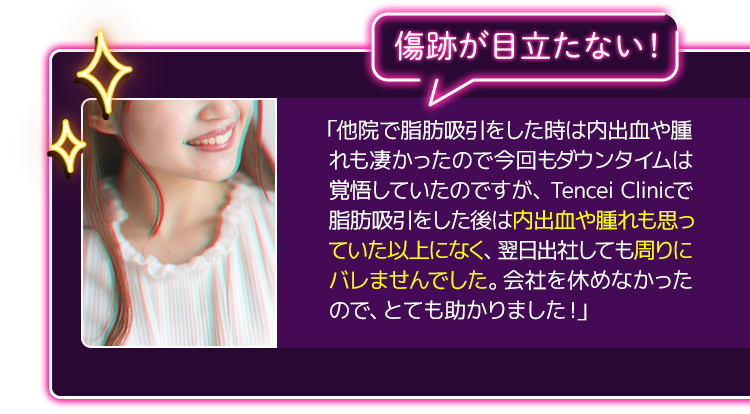 傷跡が目立たない！
「他院で脂肪吸引をした時は内出血や腫
れも凄かったので今回もダウンタイムは
覚悟していたのですが、Tencei Clinicで
脂肪吸引をした後は内出血や腫れも思っ
ていた以上になく、翌日出社しても周りに
バレませんでした。会社を休めなかった
ので、とても助かりました！」